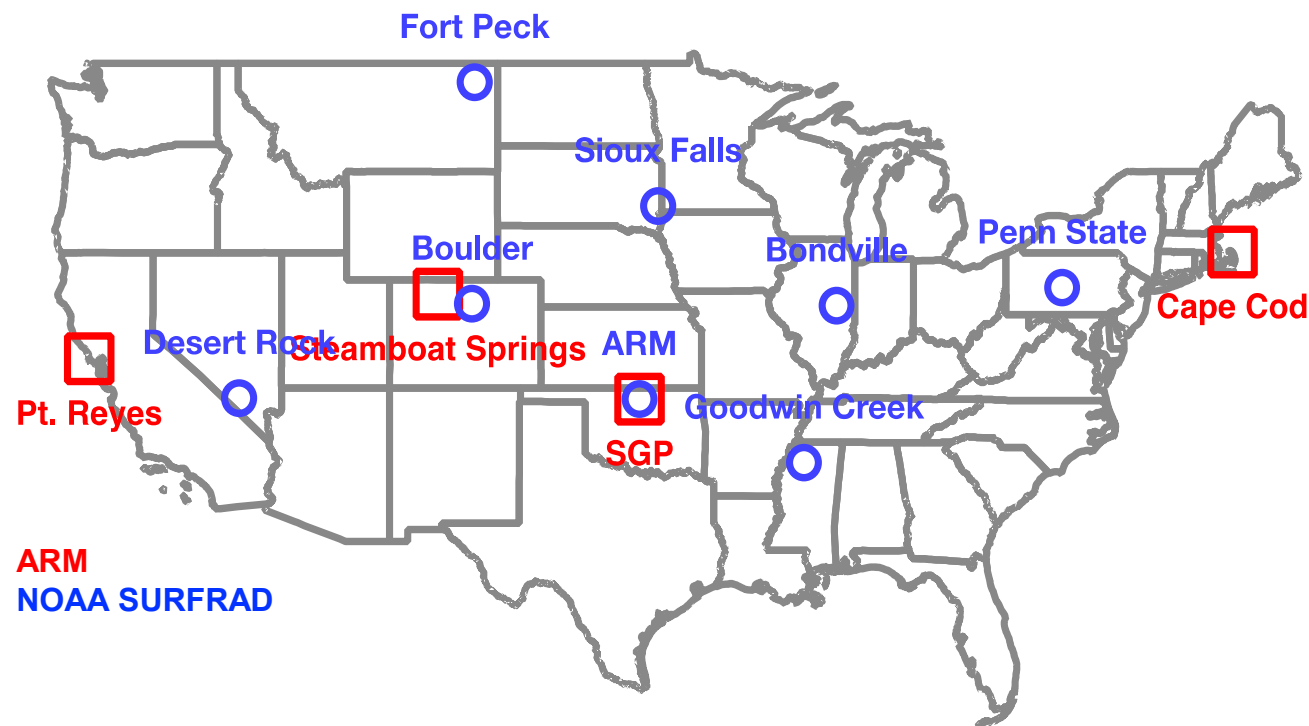 Fort Peck
Sioux Falls
Boulder
Bondville
Penn State
Cape Cod
Desert Rock
Steamboat Springs
ARM
Pt. Reyes
Goodwin Creek
SGP
ARM
NOAA SURFRAD